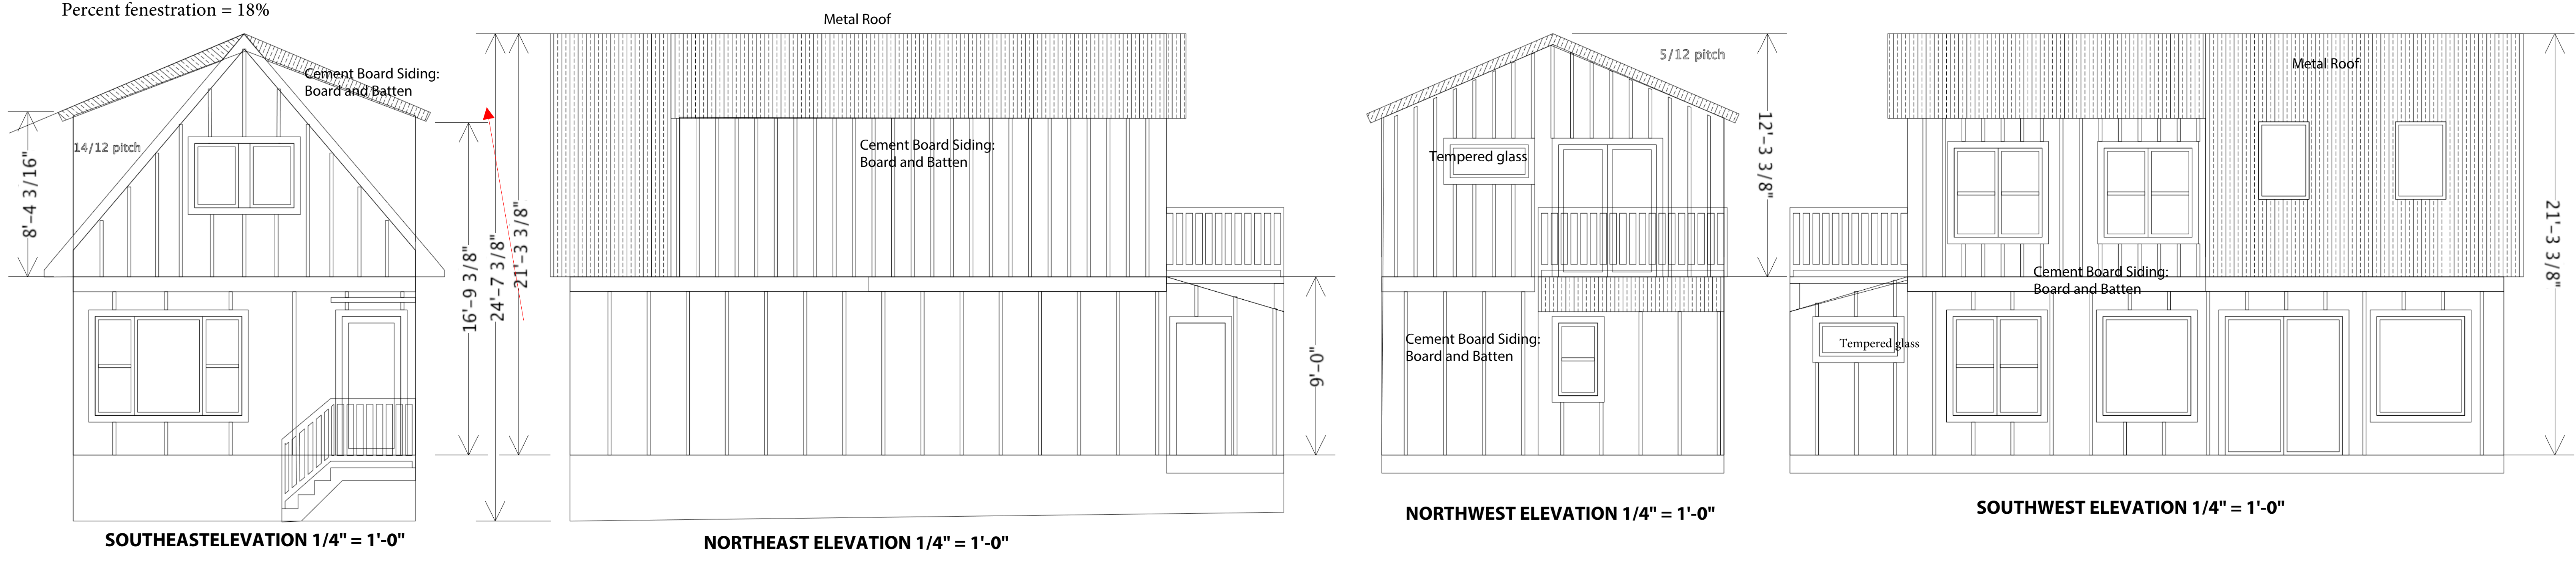 Percent fenestration = 18%
Cement Board Siding:
Board and Batten
14/12 pitch
8'-4 3/16"
16'-9 3/8"
24'-7 3/8"
21'-3 3/8"
SOUTHEASTELEVATION 1/4" = 1'-0"
Metal Roof
Cement Board Siding:
Board and Batten
9'-0"
NORTHEAST ELEVATION 1/4" = 1'-0"
5/12 pitch
Tempered glass
12'-3 3/8"
Cement Board Siding:
Board and Batten
NORTHWEST ELEVATION 1/4" = 1'-0"
Metal Roof
Cement Board Siding:
Board and Batten
Tempered glass
21'-3 3/8"
SOUTHWEST ELEVATION 1/4" = 1'-0"